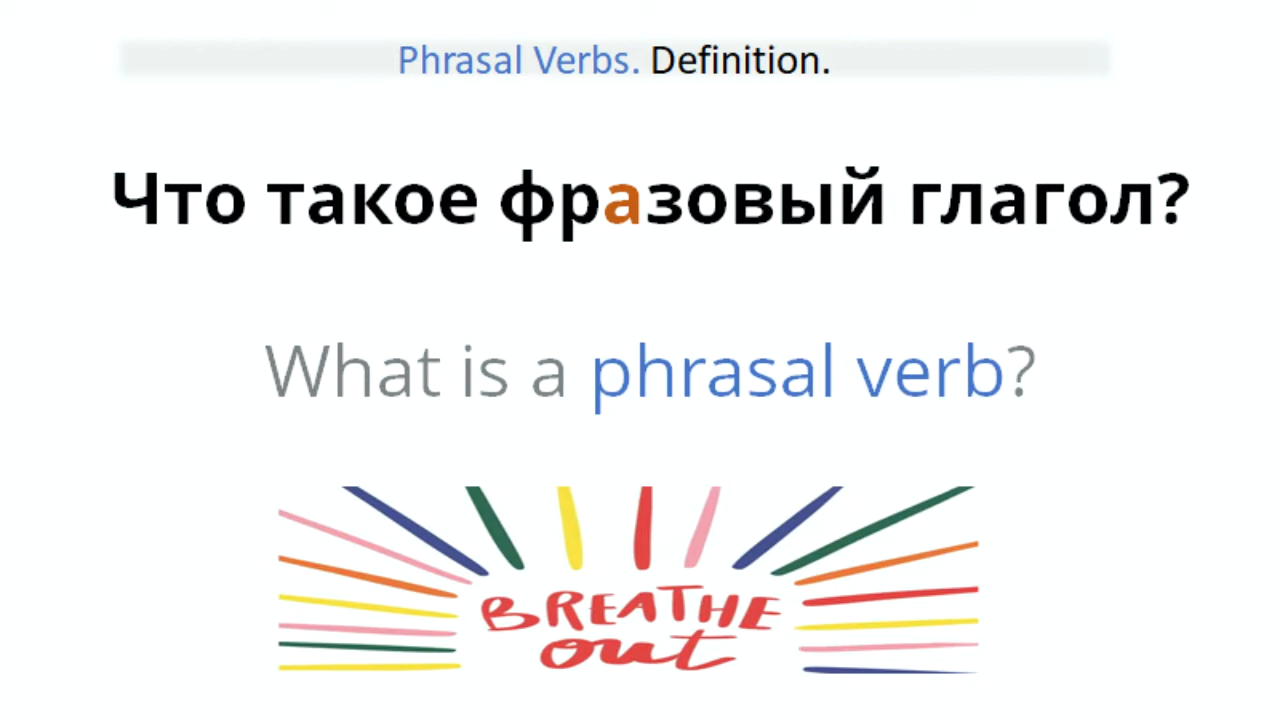 Phrasal Verbs. Definition.
Что такое фразовый глагол?
What is a phrasal verb?
BREATHE
out